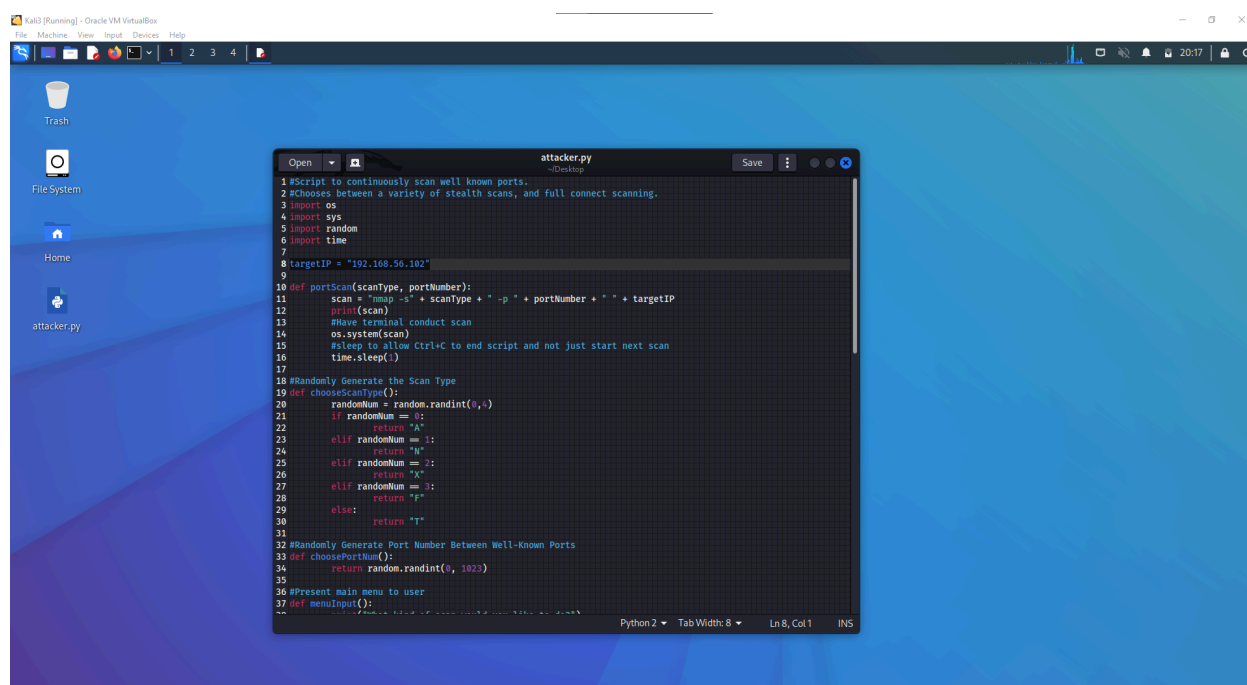 Kali3 [Running] - Oracle VM VirtualBox
File Machine View Input Devices Help
1 2 3 4
20:17
Trash
File System
Home
attacker.py
Open
attacker.py
~/Desktop
Save
1 #Script to continuously scan well known ports.
2 #Chooses between a variety of stealth scans, and full connect scanning.
3 import os
4 import sys
5 import random
6 import time
7
8 targetIP = "192.168.56.102"
9
10 def portScan(scanType, portNumber):
11 scan = "nmap -s" + scanType + " -p " + portNumber + " " + targetIP
12 print(scan)
13 #Have terminal conduct scan
14 os.system(scan)
15 #sleep to allow Ctrl+C to end script and not just start next scan
16 time.sleep(1)
17
18 #Randomly Generate the Scan Type
19 def chooseScanType():
20 randomNum = random.randint(0,4)
21 if randomNum == 0:
22 return "A"
23 elif randomNum == 1:
24 return "N"
25 elif randomNum == 2:
26 return "X"
27 elif randomNum == 3:
28 return "F"
29 else:
30 return "T"
31
32 #Randomly Generate Port Number Between Well-Known Ports
33 def choosePortNum():
34 return random.randint(0, 1023)
35
36 #Present main menu to user
37 def menuInput():
Python 2 Tab Width: 8 Ln 8, Col 1 INS